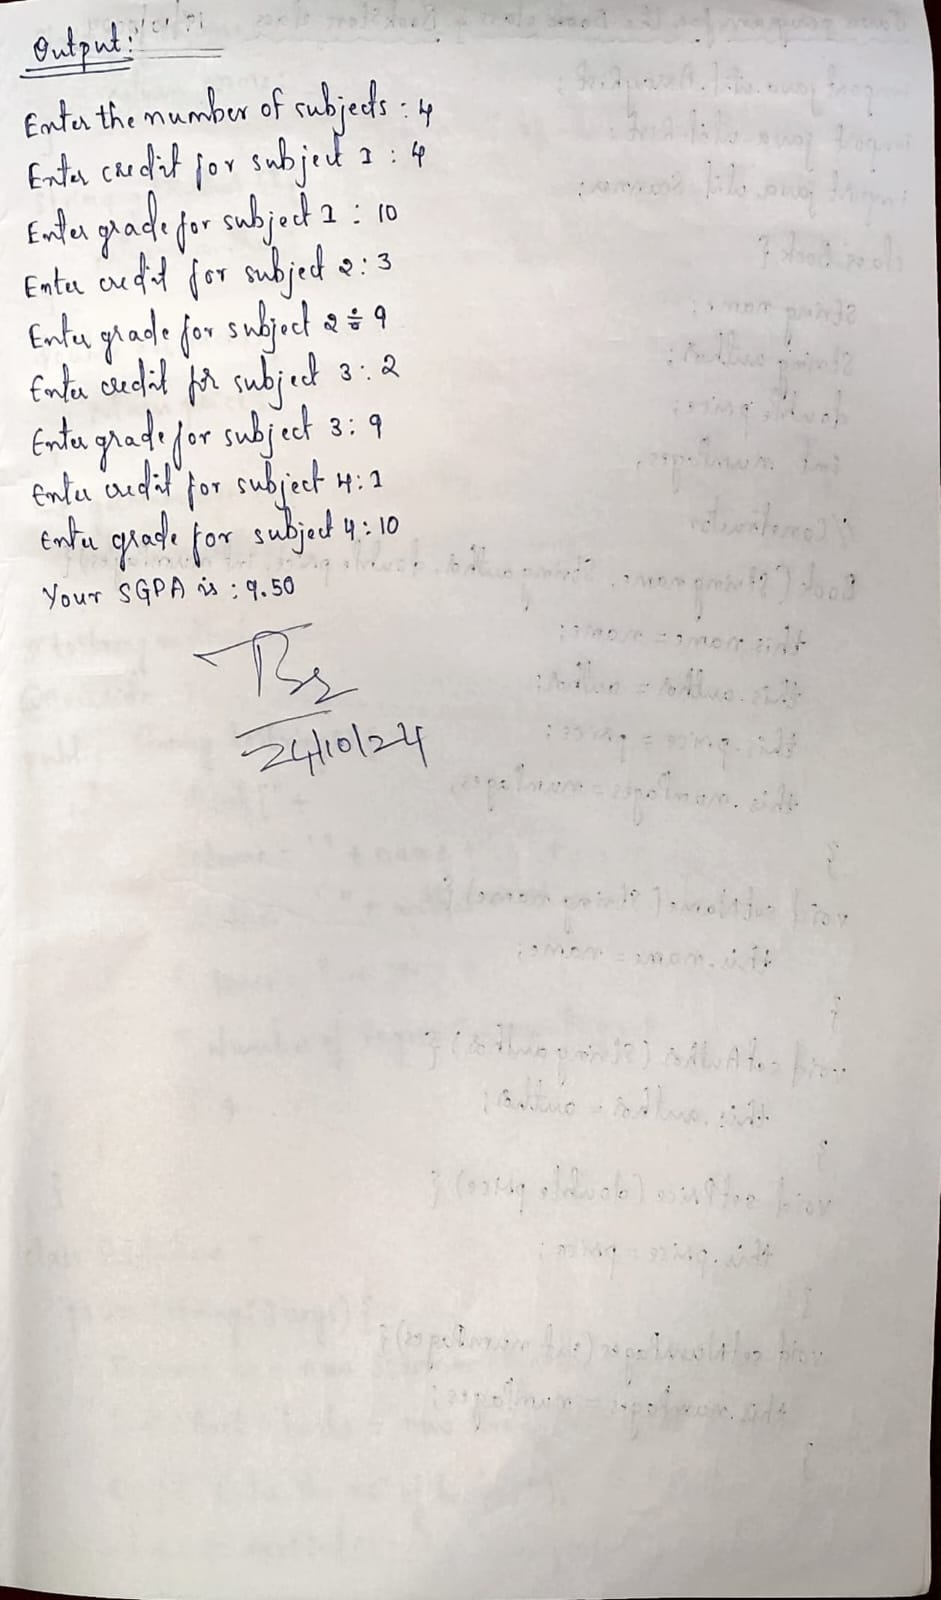 Output:
Enter the number of subjects : 4
Enter credit for subject 1 : 4
Enter grade for subject 1 : 10
Enter credit for subject 2 : 3
Enter grade for subject 2 : 9
Enter credit for subject 3 : 2
Enter grade for subject 3 : 9
Enter credit for subject 4 : 1
Enter grade for subject 4 : 10
Your SGPA is : 9.50
24/10/24